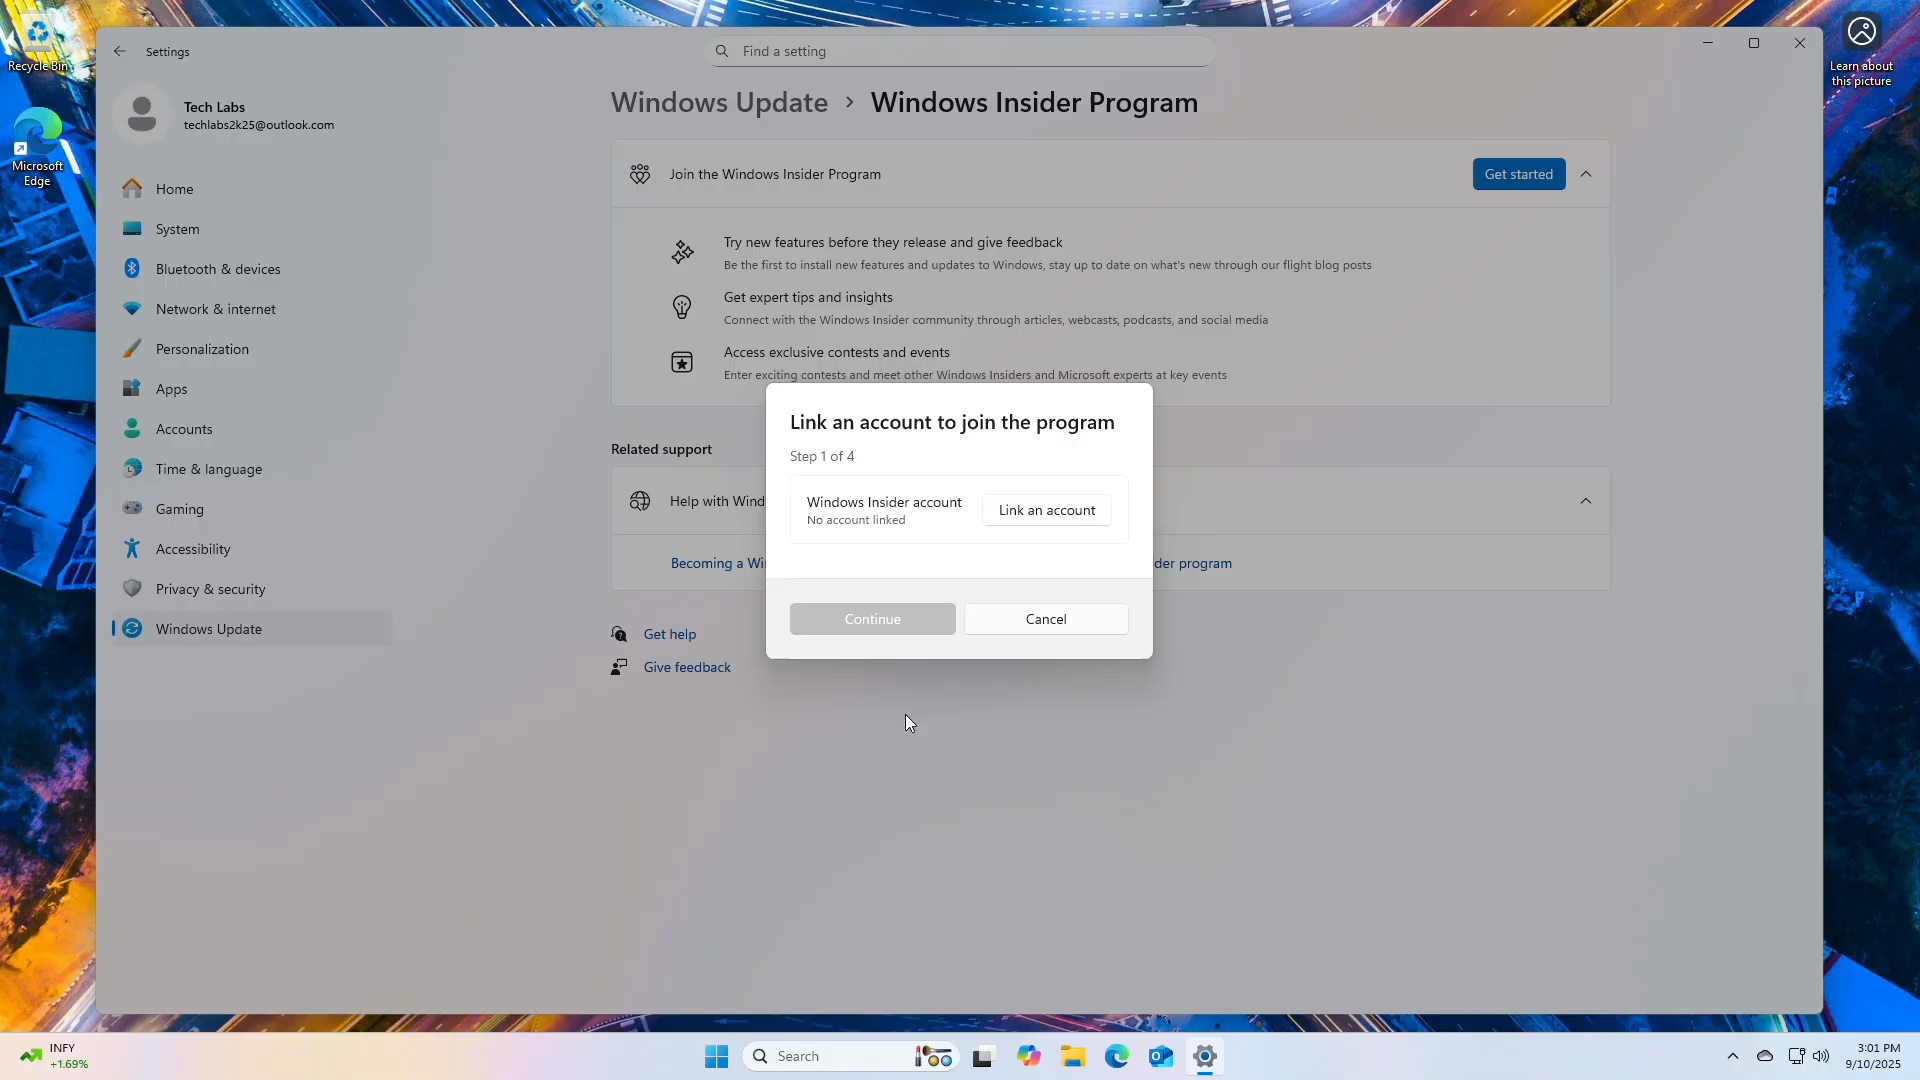 Recycle Bin
Microsoft
Edge
Learn about
this picture
Settings
Find a setting
Tech Labs
techlabs2k25@outlook.com
Home
System
Bluetooth & devices
Network & internet
Personalization
Apps
Accounts
Time & language
Gaming
Accessibility
Privacy & security
Windows Update
Windows Update > Windows Insider Program
Join the Windows Insider Program
Get started
Try new features before they release and give feedback
Be the first to install new features and updates to Windows, stay up to date on what's new through our flight blog posts
Get expert tips and insights
Connect with the Windows Insider community through articles, webcasts, podcasts, and social media
Access exclusive contests and events
Enter exciting contests and meet other Windows Insiders and Microsoft experts at key events
Related support
Help with Wind
Becoming a Wi
der program
Get help
Give feedback
Link an account to join the program
Step 1 of 4
Windows Insider account
No account linked
Link an account
Continue
Cancel
INFY
+1.69%
Search
3:01 PM
9/10/2025